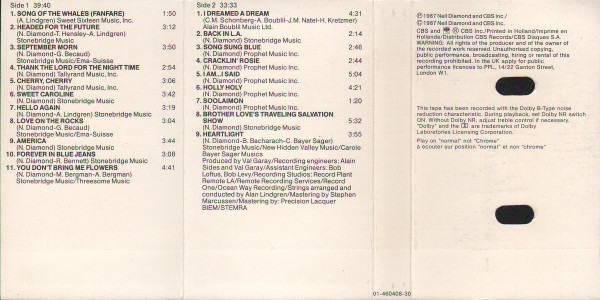 Side 1 39:40
1. SONG OF THE WHALES (FANFARE) 1:50
(A. Lindgren) Sweet Sixteen Music, Inc.
2. HEADED FOR THE FUTURE 3:12
(N. Diamond-T. Hensley-A. Lindgren)
Stonebridge Music
3. SEPTEMBER MORN 3:50
(N. Diamond-G. Becaud)
Stonebridge Music/Ema-Suisse
4. THANK THE LORD FOR THE NIGHT TIME 2:54
(N. Diamond) Tallyrand Music, Inc.
5. CHERRY, CHERRY 3:06
(N. Diamond) Tallyrand Music, Inc.
6. SWEET CAROLINE 3:42
(N. Diamond) Stonebridge Music
7. HELLO AGAIN 3:19
(N. Diamond-A. Lindgren) Stonebridge Music
8. LOVE ON THE ROCKS 3:04
(N. Diamond-G. Becaud)
Stonebridge Music/Ema-Suisse
9. AMERICA 3:44
(N. Diamond) Stonebridge Music
10. FOREVER IN BLUE JEANS 3:08
(N. Diamond-R. Bennett) Stonebridge Music
11. YOU DON'T BRING ME FLOWERS 4:41
(N. Diamond-M. Bergman-A. Bergman)
Stonebridge Music/Threesome Music
Side 2 33:33
1. I DREAMED A DREAM 4:31
(C.M. Schonberg-A. Boublil-J.M. Natel-H. Kretzmer)
Alain Boublil Music Ltd.
2. BACK IN L.A. 2:14
(N. Diamond) Stonebridge Music
3. SONG SUNG BLUE 2:46
(N. Diamond) Prophet Music, Inc.
4. CRACKLIN' ROSIE 2:44
(N. Diamond) Prophet Music, Inc.
5. I AM...I SAID 5:04
(N. Diamond) Prophet Music, Inc.
6. HOLLY HOLY 4:21
(N. Diamond) Prophet Music, Inc.
7. SOOLAIMON 1:20
(N. Diamond) Prophet Music, Inc.
8. BROTHER LOVE'S TRAVELING SALVATION
SHOW 5:32
(N. Diamond) Stonebridge Music
9. HEARTLIGHT 3:55
(N. Diamond-B. Bacharach-C. Bayer Sager)
Stonebridge Music/New Hidden Valley Music/Carole
Bayer Sager Musics
Produced by Val Garay/Recording engineers: Alain
Sides and Val Garay/Assistant Engineers: Bob
Loftus, Bob Levy/Recording Studios: Record Plant
Remote LA/Remote Recording Services/Record
One/Ocean Way Recording/Strings arranged and
conducted by Alan Lindgren/Mastering by Stephen
Marcussen/Mastering by: Precision Lacquer
BIEM/STEMRA
01-460408-30
℗ 1987 Neil Diamond and CBS Inc./
© 1987 Neil Diamond and CBS Inc.
CBS and ® CBS Inc./Printed in Holland/Imprimé en
Hollande/Distribution CBS Records/CBS Disques S.A.
WARNING: All rights of the producer and of the owner of
the recorded work reserved. Unauthorised copying,
public performance, broadcasting, hiring or rental of this
recording prohibited. In the UK apply for public
performance licences to PPL, 14/22 Ganton Street,
London W1.
This tape has been recorded with the Dolby B-Type noise
reduction characteristic. During playback, set Dolby NR switch
ON. Without Dolby NR, adjust treble control if necessary.
"Dolby" and the are trademarks of Dolby
Laboratories Licensing Corporation.
Play on "normal" not "Chrome"
à écouter sur position "normal" et non "chrome"